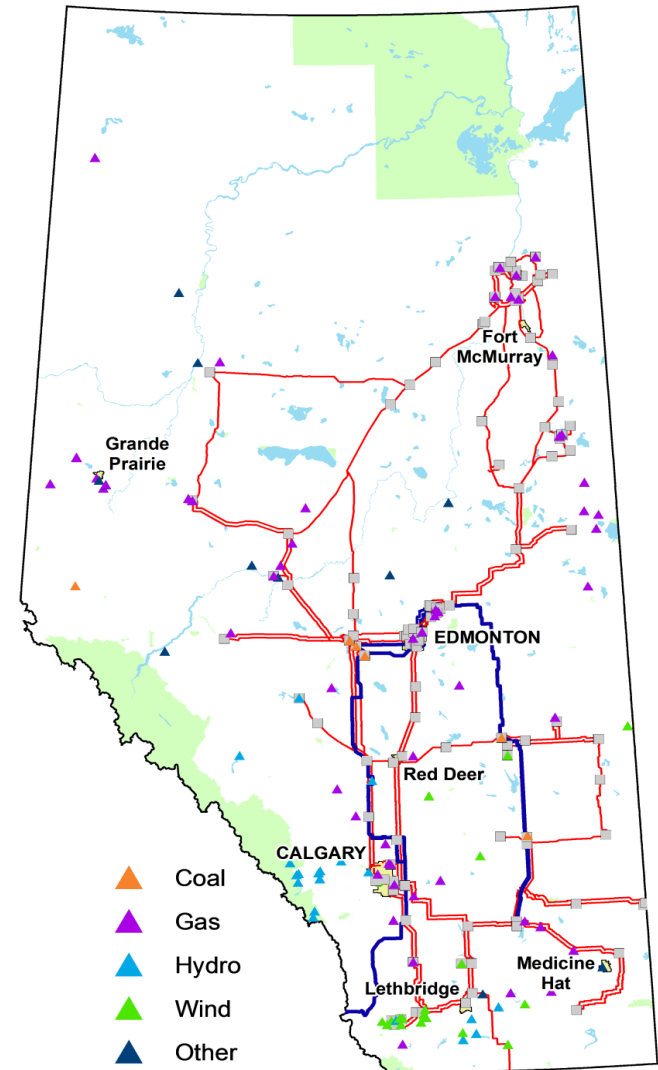 Fort
McMurray
Grande
Prairie
EDMONTON
Red Deer
CALGARY
Coal
Gas
Hydro
Wind
Other
Lethbridge
Medicine
Hat